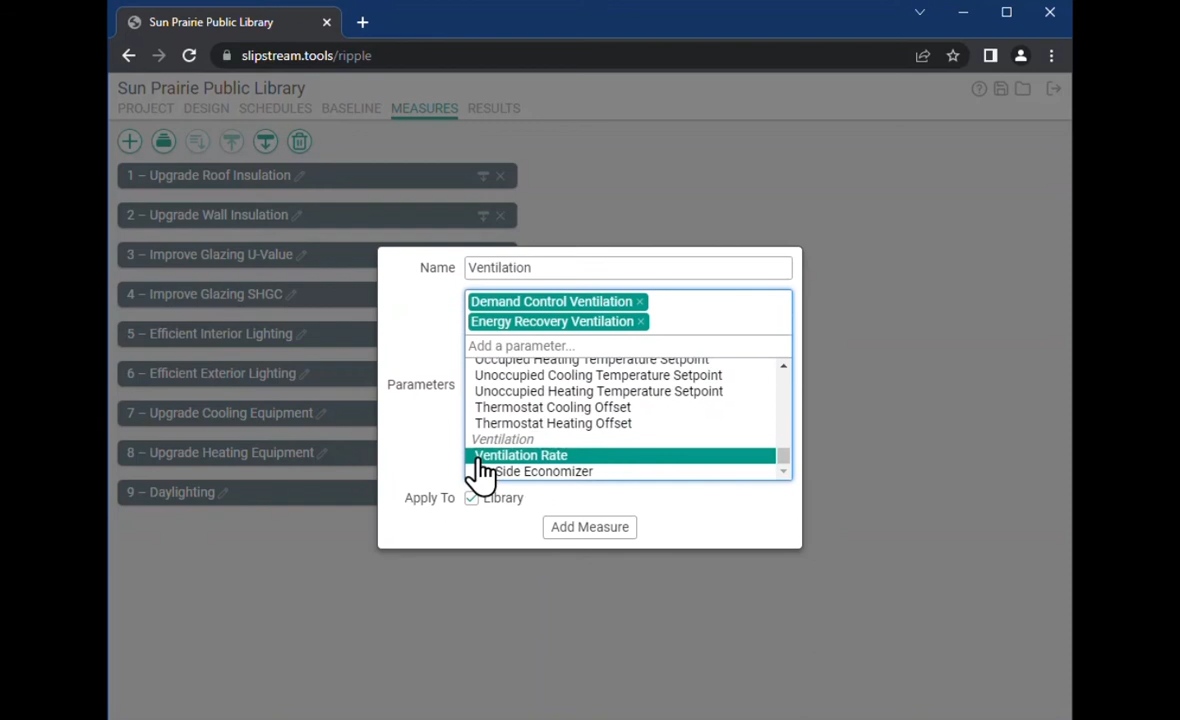 Sun Prairie Public Library
slipstream.tools/ripple
Sun Prairie Public Library
PROJECT DESIGN SCHEDULES BASELINE MEASURES RESULTS
1 – Upgrade Roof Insulation
2 – Upgrade Wall Insulation
3 – Improve Glazing U-Value
4 – Improve Glazing SHGC
5 – Efficient Interior Lighting
6 – Efficient Exterior Lighting
7 – Upgrade Cooling Equipment
8 – Upgrade Heating Equipment
9 – Daylighting
Name Ventilation
Demand Control Ventilation ×
Energy Recovery Ventilation ×
Add a parameter...
Parameters
Occupied Heating Temperature Setpoint
Unoccupied Cooling Temperature Setpoint
Unoccupied Heating Temperature Setpoint
Thermostat Cooling Offset
Thermostat Heating Offset
Ventilation
Ventilation Rate
Side Economizer
Apply To Library
Add Measure